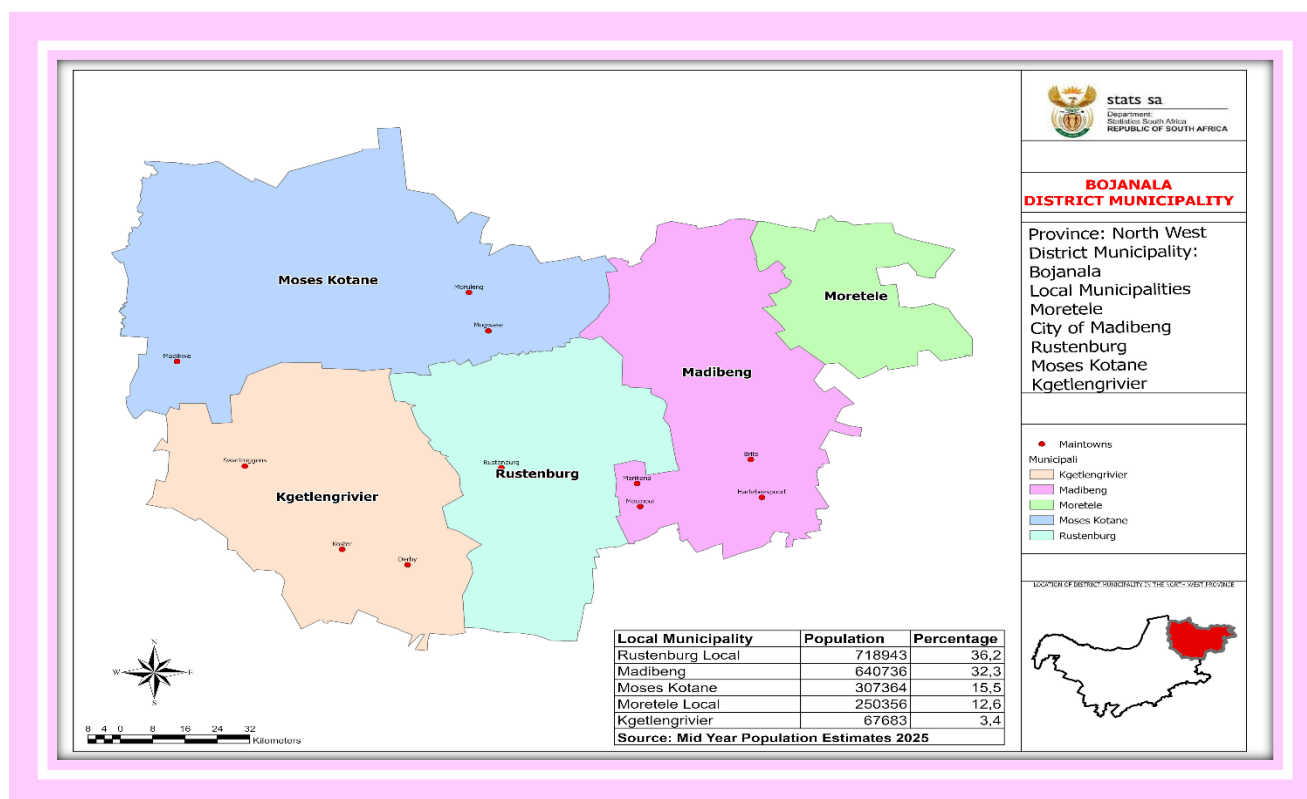 stats sa
Department:
Statistics South Africa
REPUBLIC OF SOUTH AFRICA
BOJANALA
DISTRICT MUNICIPALITY
Province: North West
District Municipality:
Bojanala
Local Municipalities
Moretele
City of Madibeng
Rustenburg
Moses Kotane
Kgetlengrivier
Maintowns
Municipali
Kgetlengrivier
Madibeng
Moretele
Moses Kotane
Rustenburg
LOCATION OF DISTRICT MUNICIPALITY IN THE NORTH WEST PROVINCE
Moses Kotane
Moruleng
Mogwase
Madikwe
Moretele
Madibeng
Brits
Hartebeespoort
Marikana
Mooinooi
Rustenburg
Rustenburg
Swartruggens
Kgetlengrivier
Koster
Derby
N
W
E
S
8 4 0 8 16 24 32
Kilometers
Local Municipality Population Percentage
Rustenburg Local 718943 36,2
Madibeng 640736 32,3
Moses Kotane 307364 15,5
Moretele Local 250356 12,6
Kgetlengrivier 67683 3,4
Source: Mid Year Population Estimates 2025